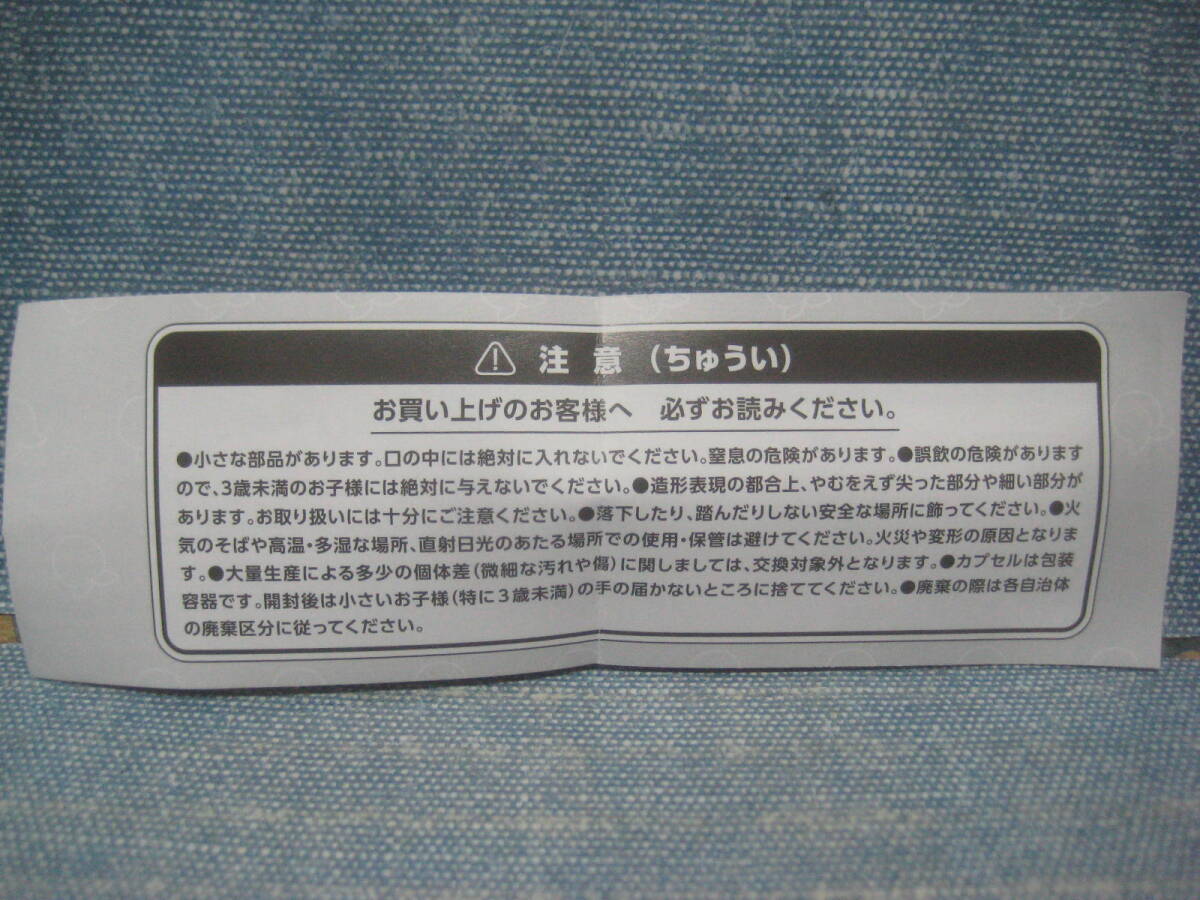 注 意 （ちゅうい）
お買い上げのお客様へ　必ずお読みください。
●小さな部品があります。口の中には絶対に入れないでください。窒息の危険があります。●誤飲の危険があります
ので、3歳未満のお子様には絶対に与えないでください。●造形表現の都合上、やむをえず尖った部分や細い部分が
あります。お取り扱いには十分にご注意ください。●落下したり、踏んだりしない安全な場所に飾ってください。●火
気のそばや高温・多湿な場所、直射日光のあたる場所での使用・保管は避けてください。火災や変形の原因となりま
す。●大量生産による多少の個体差（微細な汚れや傷）に関しましては、交換対象外となります。●カプセルは包装
容器です。開封後は小さいお子様（特に3歳未満）の手の届かないところに捨ててください。●廃棄の際は各自治体
の廃棄区分に従ってください。